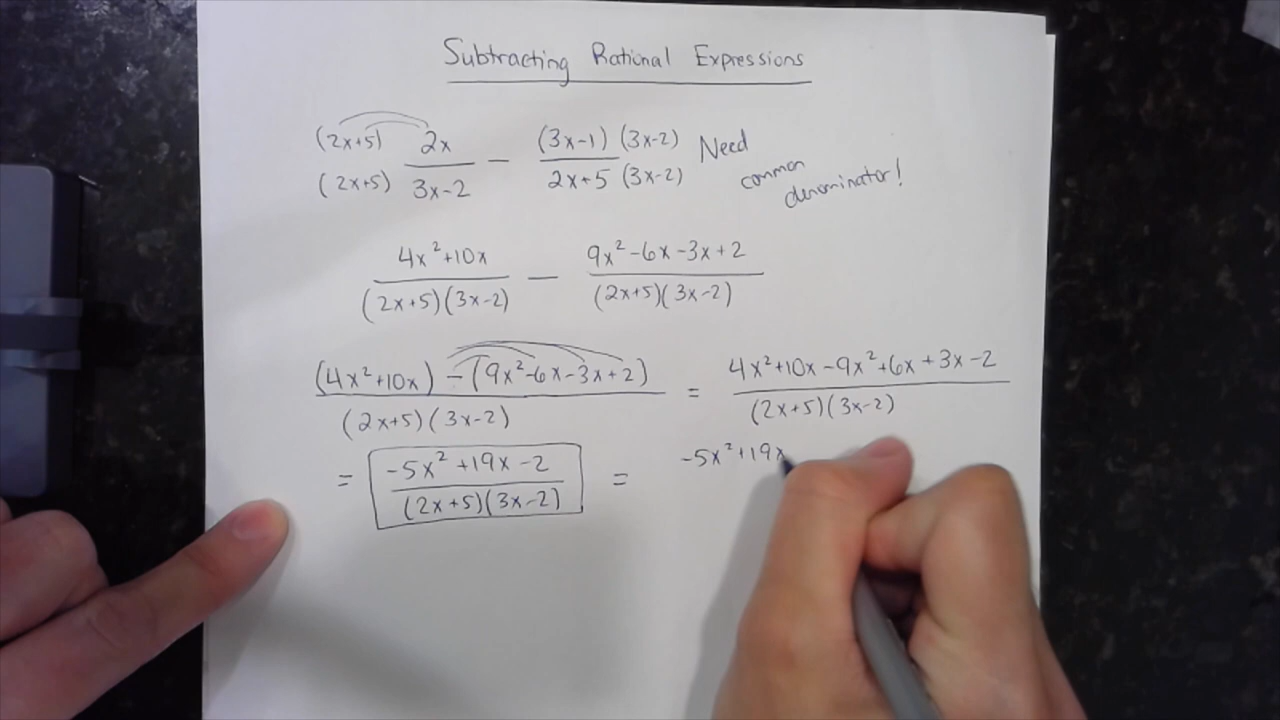 Subtracting Rational Expressions
(2x+5) 2x — (3x-1) (3x-2) Need
(2x+5) 3x-2 2x+5 (3x-2) common
denominator!
4x²+10x — 9x²-6x-3x+2
(2x+5)(3x-2) (2x+5)(3x-2)
(4x²+10x) - (9x²-6x-3x+2) = 4x²+10x-9x²+6x+3x-2
(2x+5)(3x-2) (2x+5)(3x-2)
= -5x²+19x-2 = -5x²+19x
(2x+5)(3x-2)